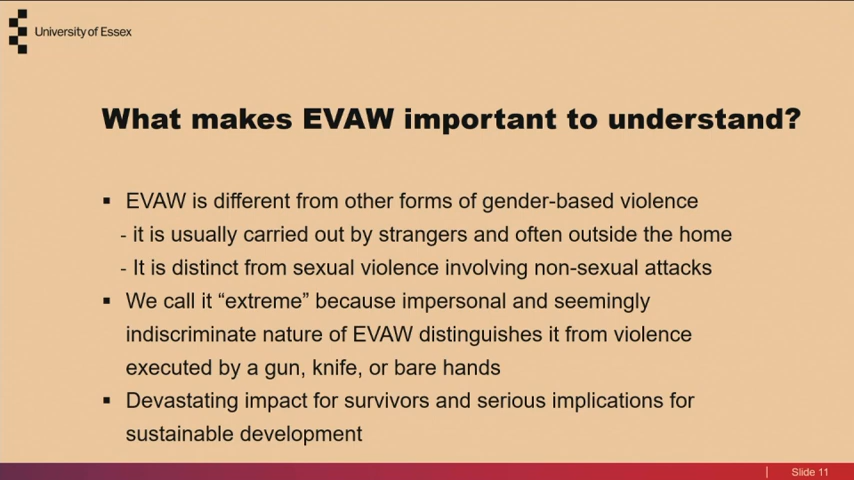 University of Essex
What makes EVAW important to understand?
▪ EVAW is different from other forms of gender-based violence
- it is usually carried out by strangers and often outside the home
- It is distinct from sexual violence involving non-sexual attacks
▪ We call it “extreme” because impersonal and seemingly
indiscriminate nature of EVAW distinguishes it from violence
executed by a gun, knife, or bare hands
▪ Devastating impact for survivors and serious implications for
sustainable development
| Slide 11